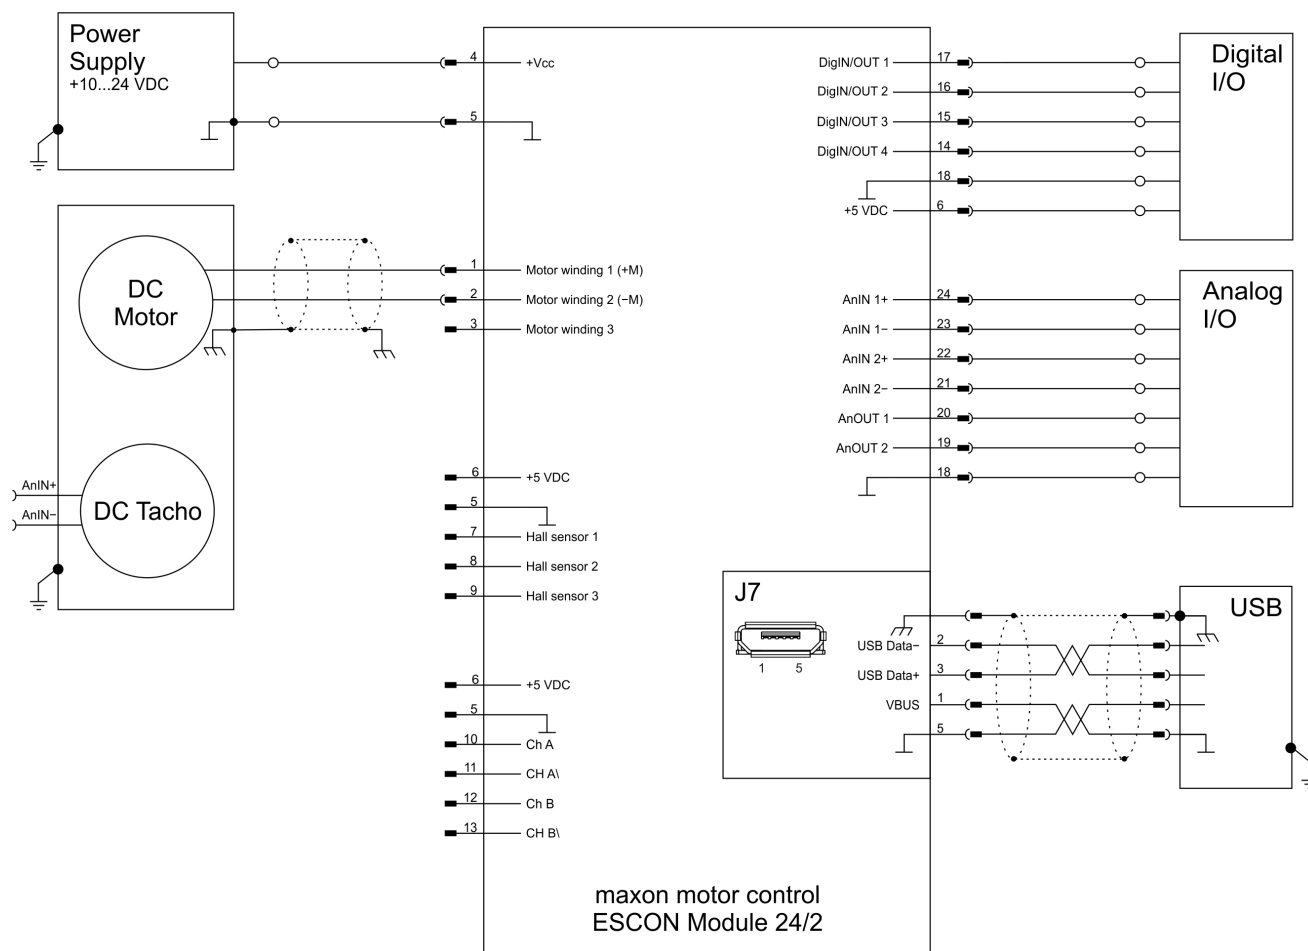 Power
Supply
+10...24 VDC
4
+Vcc
5
DC
Motor
1
Motor winding 1 (+M)
2
Motor winding 2 (−M)
3
Motor winding 3
AnIN+
AnIN−
DC Tacho
6
+5 VDC
5
7
Hall sensor 1
8
Hall sensor 2
9
Hall sensor 3
6
+5 VDC
5
10
Ch A
11
CH A\
12
Ch B
13
CH B\
DigIN/OUT 1
17
DigIN/OUT 2
16
DigIN/OUT 3
15
DigIN/OUT 4
14
18
+5 VDC
6
Digital
I/O
AnIN 1+
24
AnIN 1−
23
AnIN 2+
22
AnIN 2−
21
AnOUT 1
20
AnOUT 2
19
18
Analog
I/O
J7
1 5
USB Data−
2
USB Data+
3
VBUS
1
5
USB
maxon motor control
ESCON Module 24/2